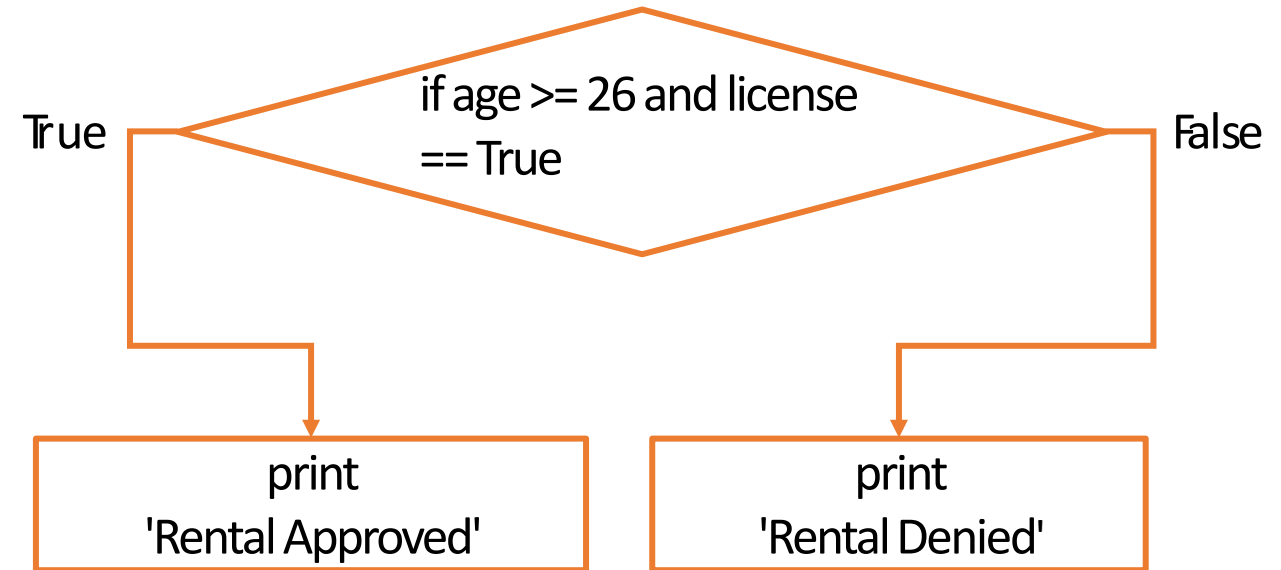 if age >= 26 and license
== True
True
False
print
'Rental Approved'
print
'Rental Denied'